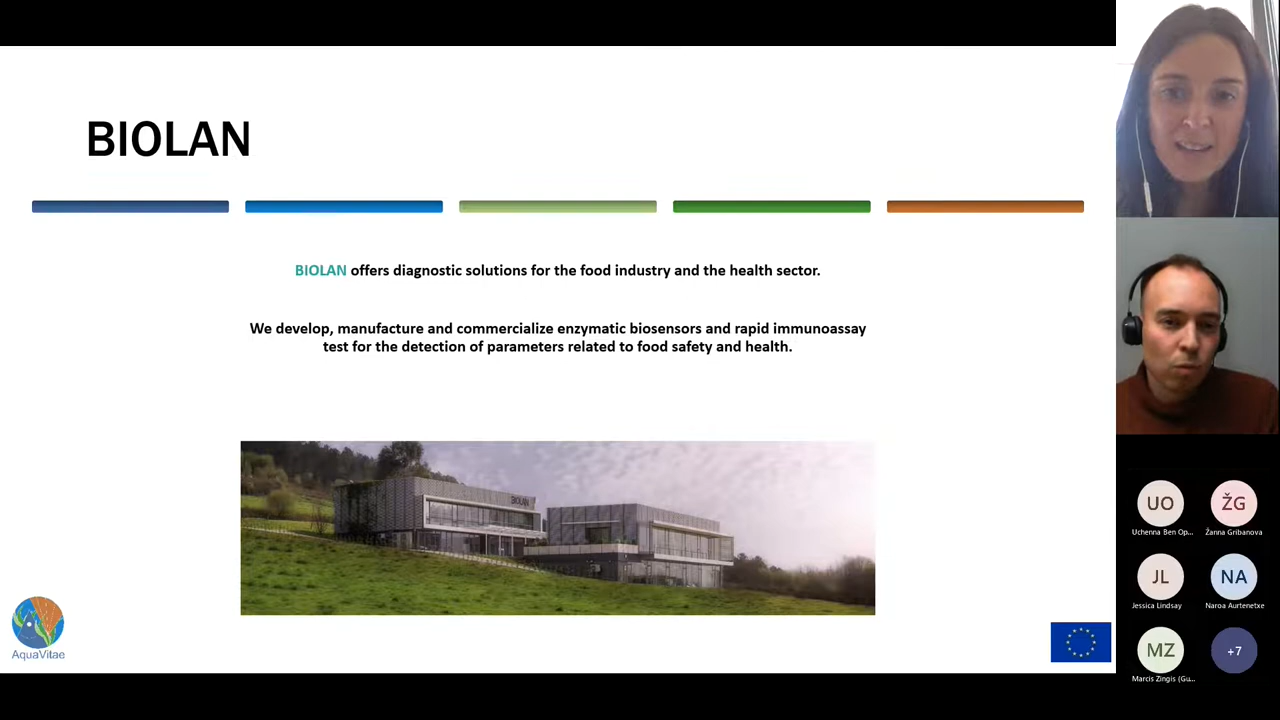 BIOLAN
BIOLAN offers diagnostic solutions for the food industry and the health sector.
We develop, manufacture and commercialize enzymatic biosensors and rapid immunoassay
test for the detection of parameters related to food safety and health.
BIOLAN
AquaVitae
UO
Uchenna Ben Op...
ŽG
Žanna Gribanova
JL
Jessica Lindsay
NA
Naroa Aurtenetxe
MZ
Marcis Zingis (Gu...
+7